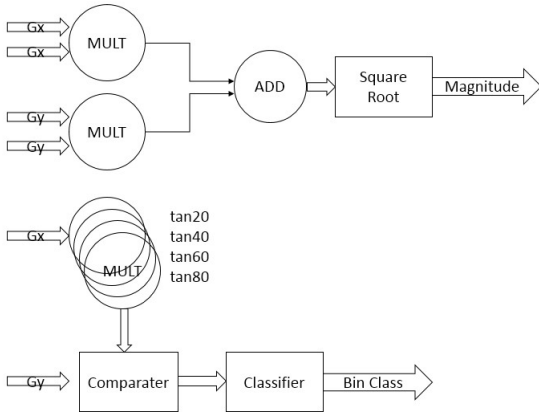 Gx
Gx
MULT
Gy
Gy
MULT
ADD
Square
Root
Magnitude
Gx
MULT
tan20
tan40
tan60
tan80
Gy
Comparater
Classifier
Bin Class